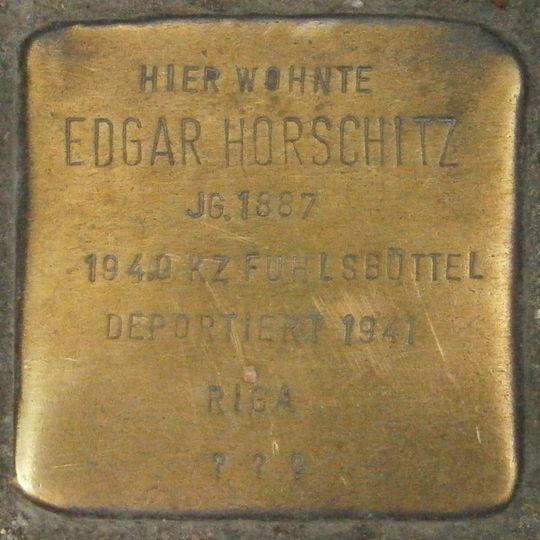 HIER WOHNTE
EDGAR HORSCHITZ
JG. 1887
1940 KZ FUHLSBÜTTEL
DEPORTIERT 1941
RIGA
? ? ?